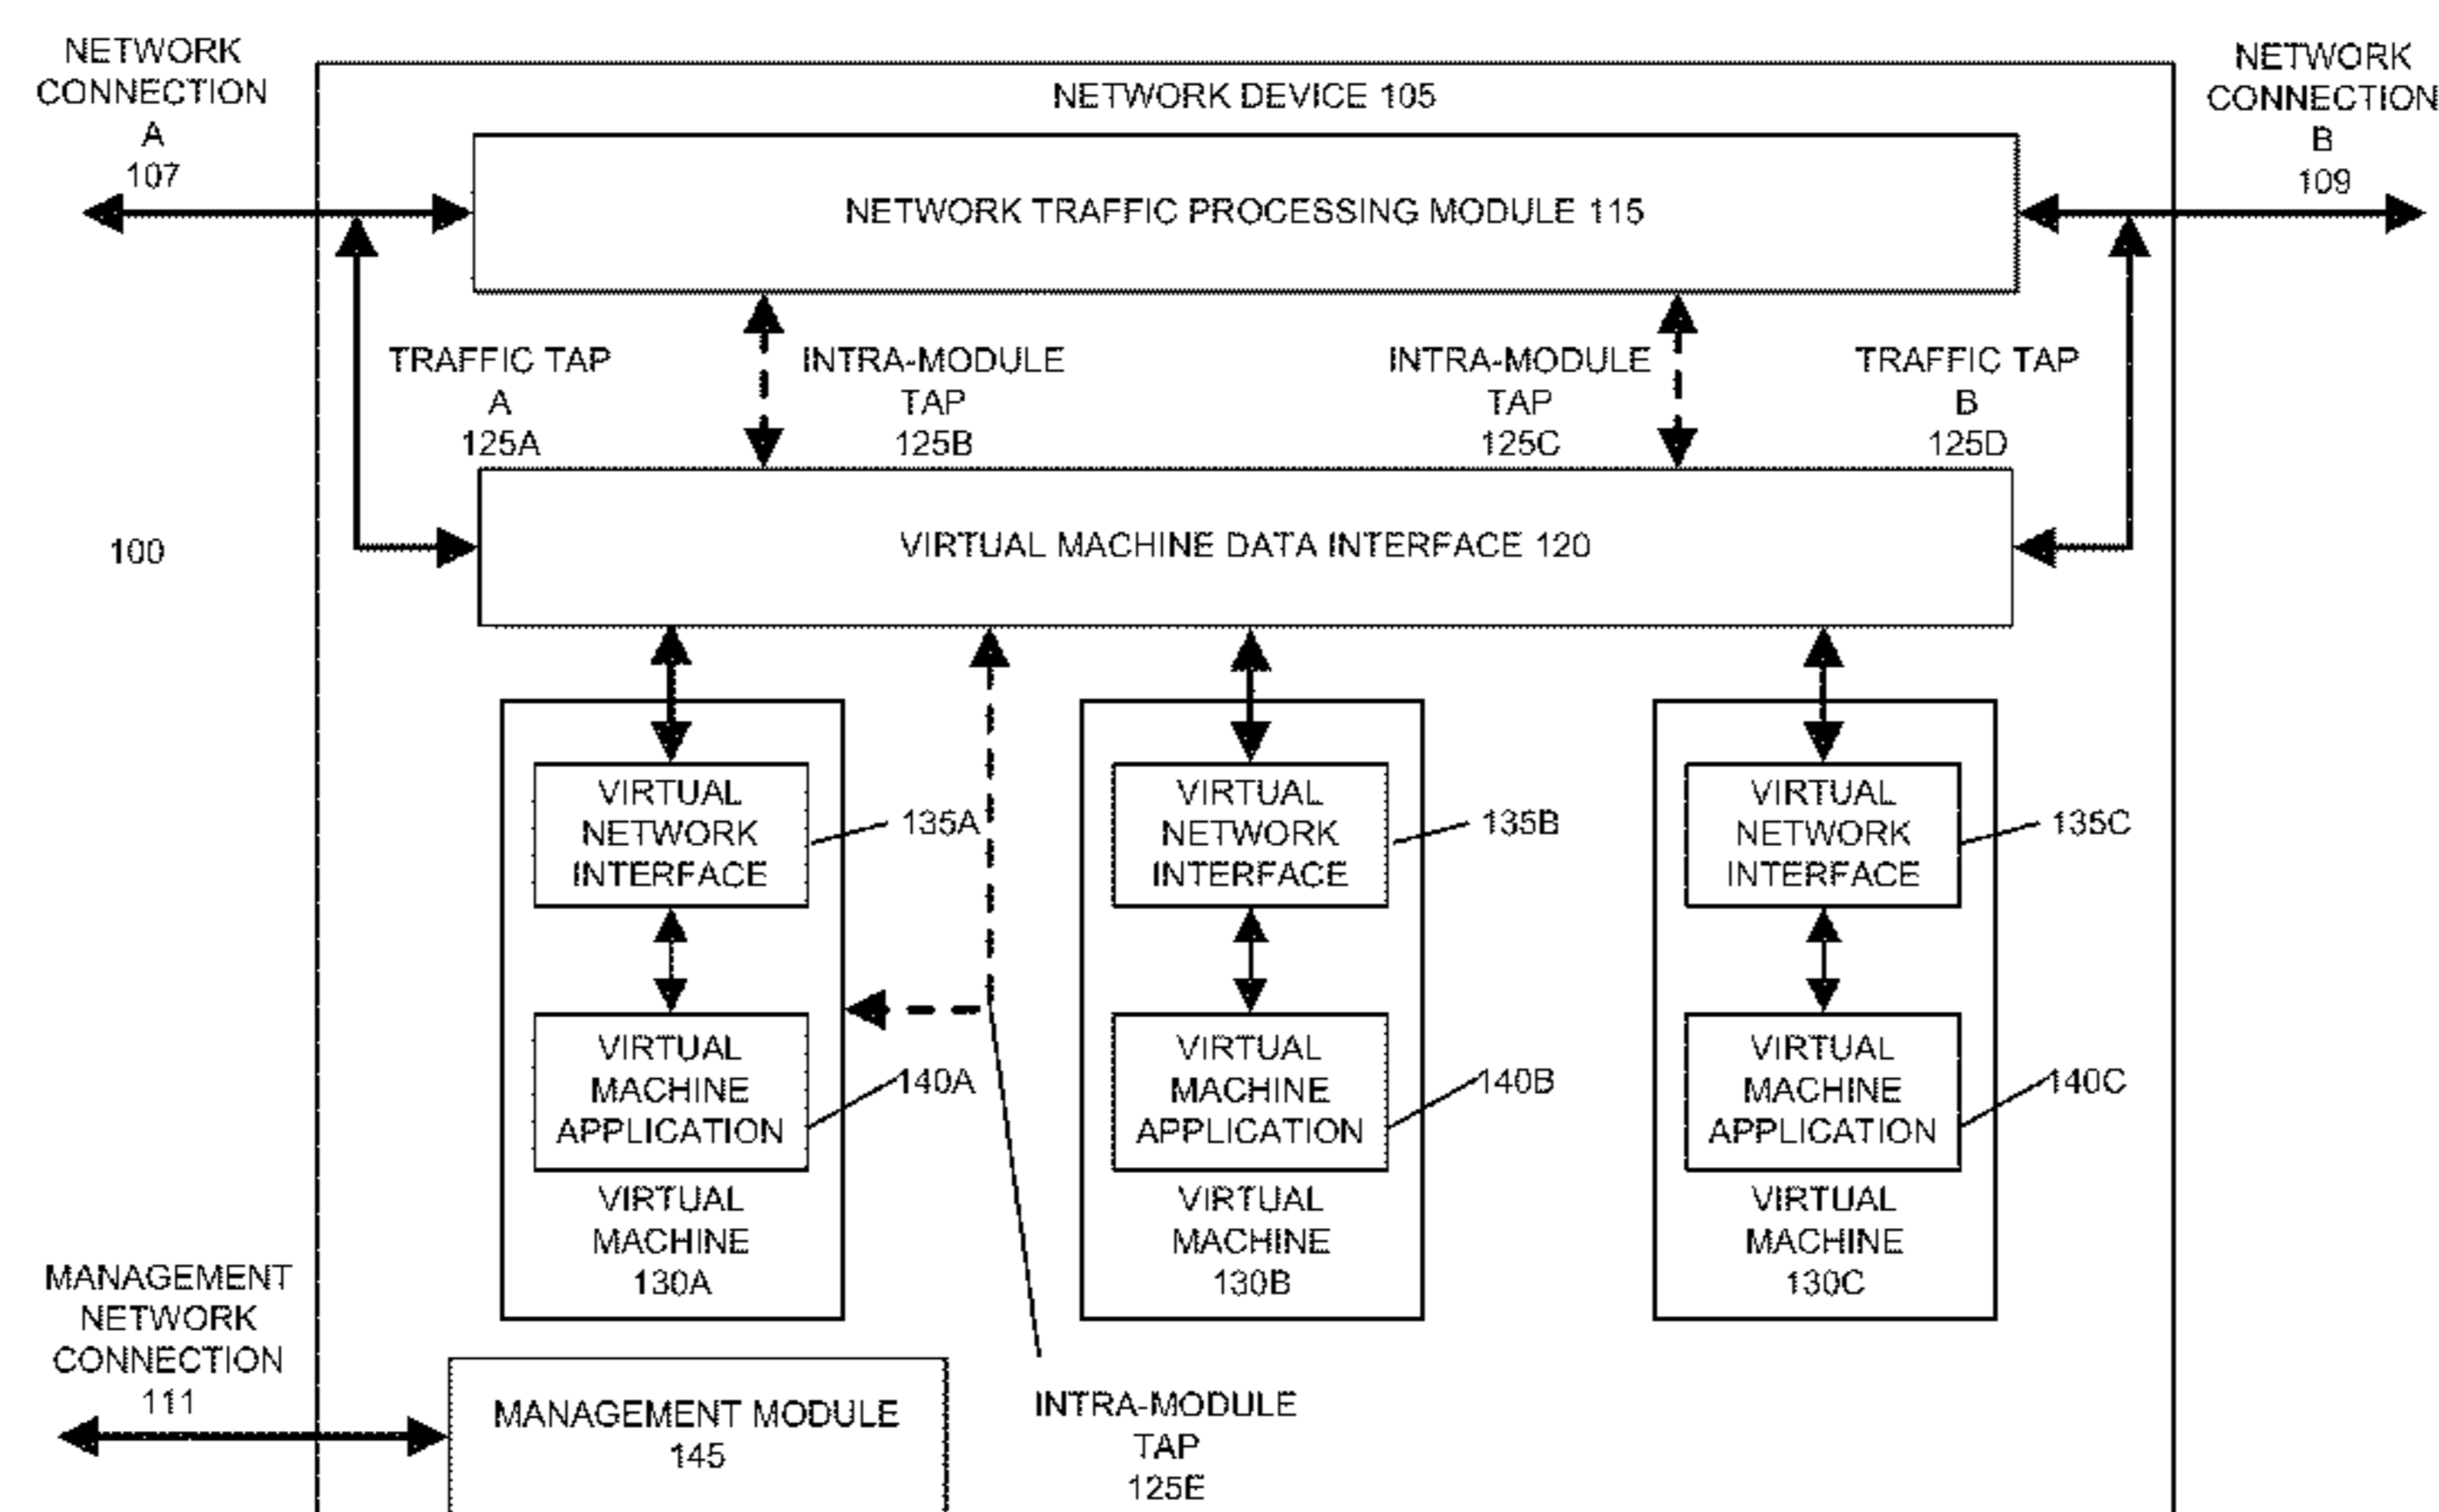 NETWORK
CONNECTION
A
107
NETWORK DEVICE 105
NETWORK
CONNECTION
B
109
NETWORK TRAFFIC PROCESSING MODULE 115
TRAFFIC TAP
A
125A
INTRA-MODULE
TAP
125B
INTRA-MODULE
TAP
125C
TRAFFIC TAP
B
125D
100
VIRTUAL MACHINE DATA INTERFACE 120
VIRTUAL
NETWORK
INTERFACE
135A
VIRTUAL
NETWORK
INTERFACE
135B
VIRTUAL
NETWORK
INTERFACE
135C
VIRTUAL
MACHINE
APPLICATION
140A
VIRTUAL
MACHINE
APPLICATION
140B
VIRTUAL
MACHINE
APPLICATION
140C
VIRTUAL
MACHINE
130A
VIRTUAL
MACHINE
130B
VIRTUAL
MACHINE
130C
MANAGEMENT
NETWORK
CONNECTION
111
MANAGEMENT MODULE
145
INTRA-MODULE
TAP
125E